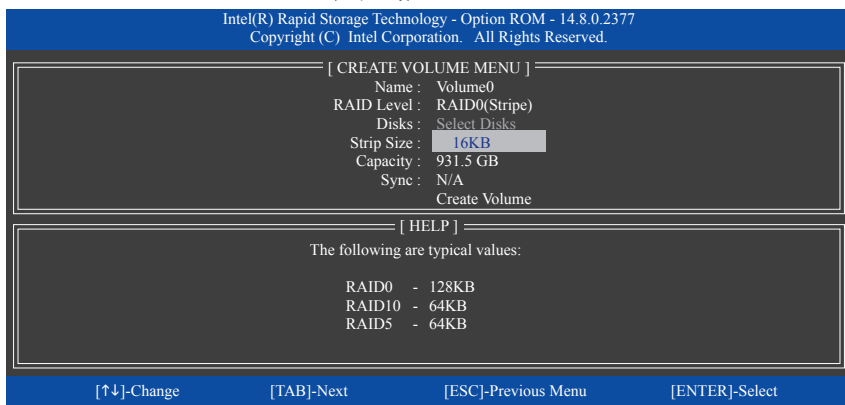 Intel(R) Rapid Storage Technology - Option ROM - 14.8.0.2377
Copyright (C) Intel Corporation. All Rights Reserved.
[ CREATE VOLUME MENU ]
Name : Volume0
RAID Level : RAID0(Stripe)
Disks : Select Disks
Strip Size : 16KB
Capacity : 931.5 GB
Sync : N/A
Create Volume
[ HELP ]
The following are typical values:
RAID0 - 128KB
RAID10 - 64KB
RAID5 - 64KB
[↑↓]-Change [TAB]-Next [ESC]-Previous Menu [ENTER]-Select